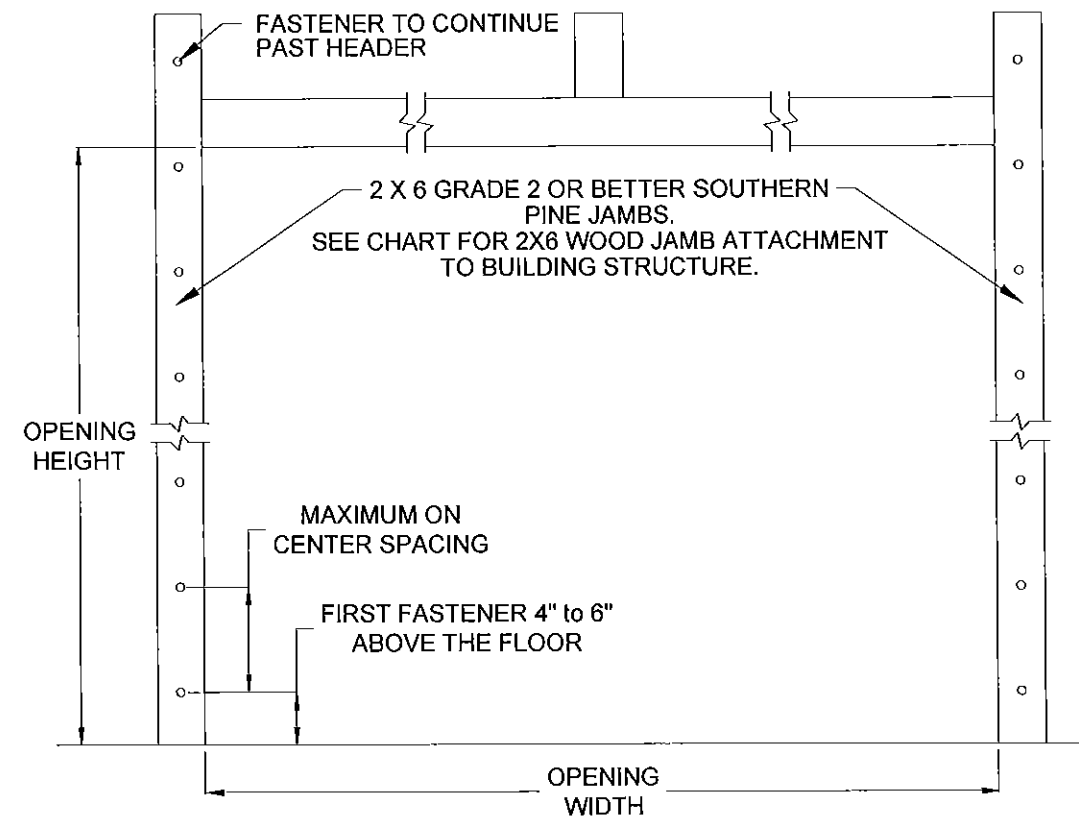 FASTENER TO CONTINUE
PAST HEADER
2 X 6 GRADE 2 OR BETTER SOUTHERN
PINE JAMBS.
SEE CHART FOR 2X6 WOOD JAMB ATTACHMENT
TO BUILDING STRUCTURE.
OPENING
HEIGHT
MAXIMUM ON
CENTER SPACING
FIRST FASTENER 4" to 6"
ABOVE THE FLOOR
OPENING
WIDTH